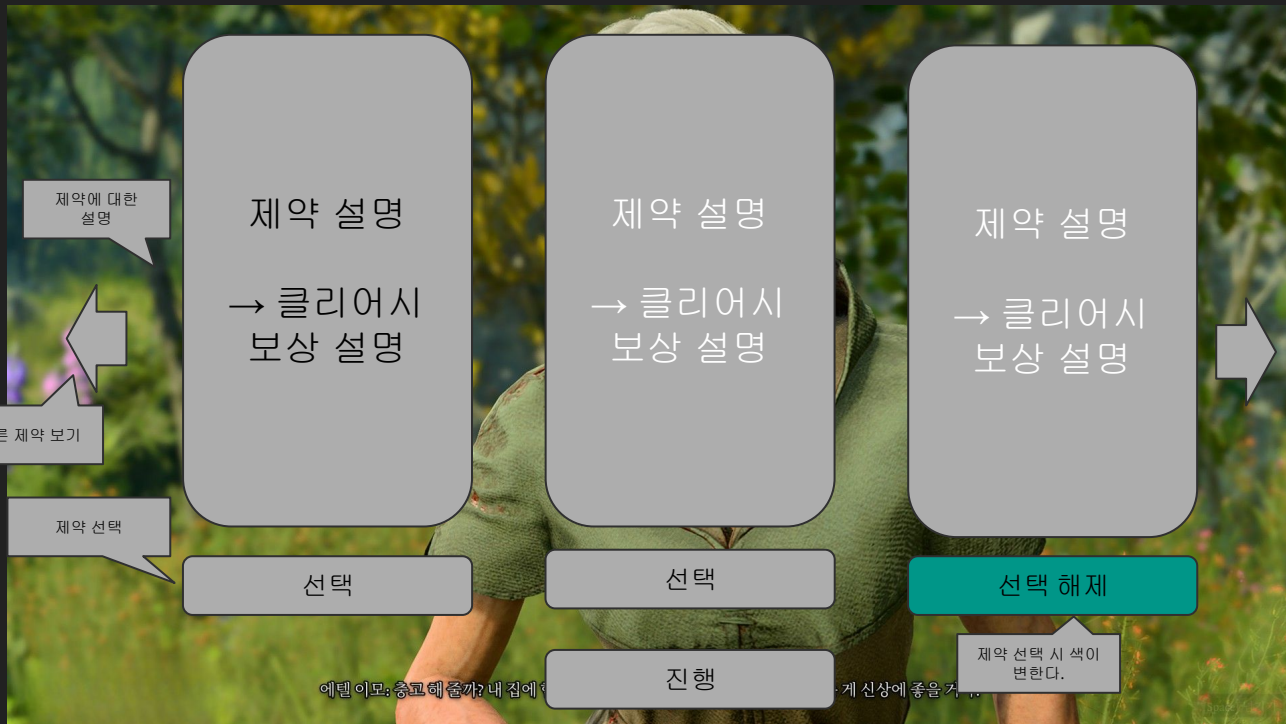 제약 설명
→ 클리어시
보상 설명
제약 설명
→ 클리어시
보상 설명
제약 설명
→ 클리어시
보상 설명
제약에 대한
설명
제약 보기
제약 선택
선택
선택
선택 해제
제약 선택 시 색이
변한다.
진행
에텔 이모: 충고 해 줄까? 내 집에 게 신상에 좋을